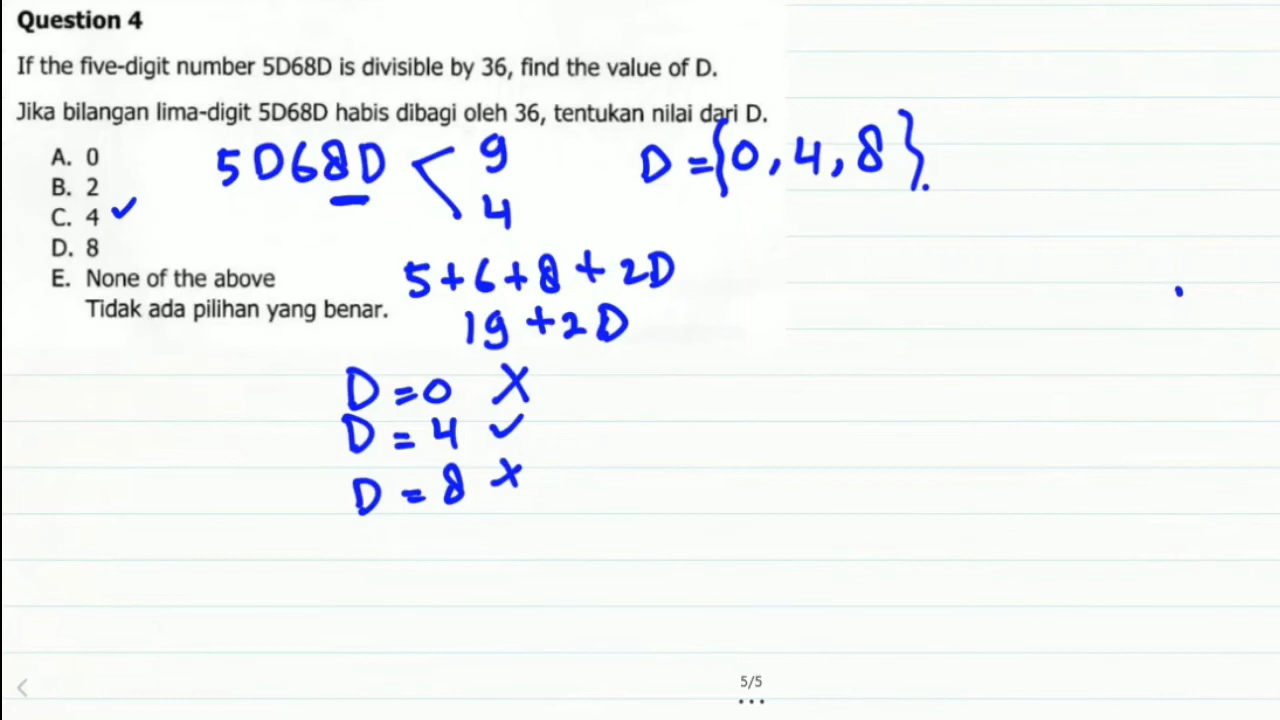 Question 4
If the five-digit number 5D68D is divisible by 36, find the value of D.
Jika bilangan lima-digit 5D68D habis dibagi oleh 36, tentukan nilai dari D.
A. 0
B. 2
C. 4 ✓
D. 8
E. None of the above
Tidak ada pilihan yang benar.
5D68D < 9
4
D = {0, 4, 8}.
5 + 6 + 8 + 2D
19 + 2D
D = 0 X
D = 4 ✓
D = 8 X
5/5